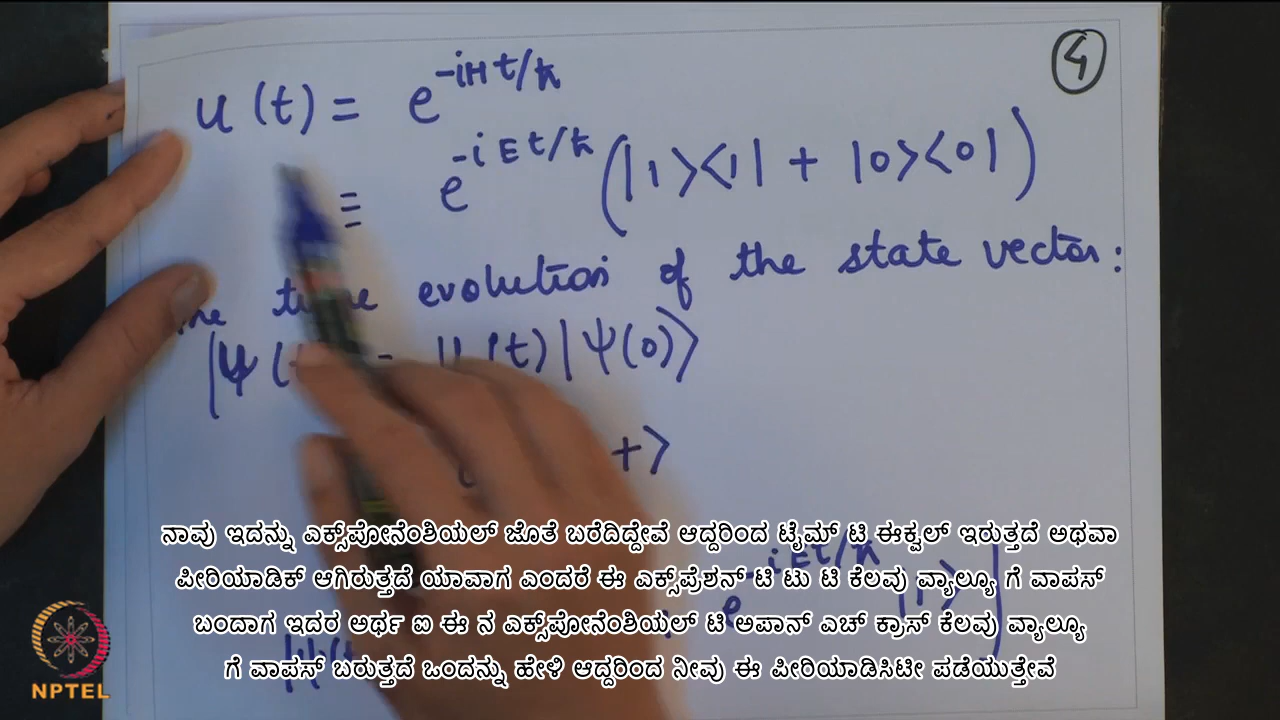 4
u (t) = e^{-iHt/ħ}
= e^{-iEt/ħ} (|1><1| + |0><0|)
evolution of the state vector:
(t) |ψ(0)>
+>
e^{-iEt/ħ} |1>
ನಾವು ಇದನ್ನು ಎಕ್ಸ್‌ಪೋನೆಂಶಿಯಲ್ ಜೊತೆ ಬರೆದಿದ್ದೇವೆ ಆದ್ದರಿಂದ ಟೈಮ್ ಟಿ ಈಕ್ವಲ್ ಇರುತ್ತದೆ ಅಥವಾ
ಪೀರಿಯಾಡಿಕ್ ಆಗಿರುತ್ತದೆ ಯಾವಾಗ ಎಂದರೆ ಈ ಎಕ್ಸ್‌ಪ್ರೆಶನ್ ಟಿ ಟು ಟಿ ಕೆಲವು ವ್ಯಾಲ್ಯೂ ಗೆ ವಾಪಸ್
ಬಂದಾಗ ಇದರ ಅರ್ಥ ಐ ಈ ನ ಎಕ್ಸ್‌ಪೋನೆಂಶಿಯಲ್ ಟಿ ಅಪಾನ್ ಎಚ್ ಕ್ರಾಸ್ ಕೆಲವು ವ್ಯಾಲ್ಯೂ
ಗೆ ವಾಪಸ್ ಬರುತ್ತದೆ ಒಂದನ್ನು ಹೇಳಿ ಆದ್ದರಿಂದ ನೀವು ಈ ಪೀರಿಯಾಡಿಸಿಟೀ ಪಡೆಯುತ್ತೇವೆ
NPTEL